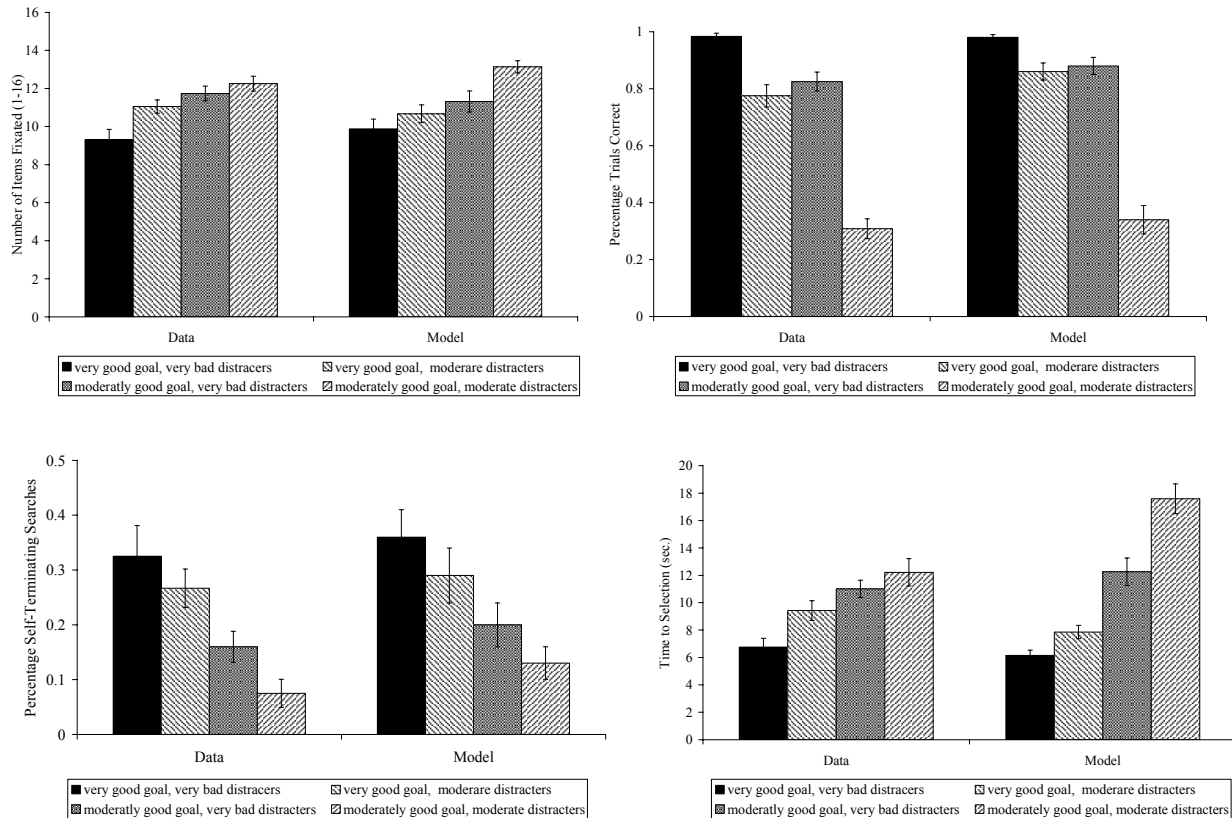 Number of Items Fixated (1-16)
16
14
12
10
8
6
4
2
0
Data Model
very good goal, very bad distracers very good goal, moderare distracters
moderatly good goal, very bad distracters moderately good goal, moderate distracters
Percentage Trials Correct
1
0.8
0.6
0.4
0.2
0
Data Model
very good goal, very bad distracers very good goal, moderare distracters
moderatly good goal, very bad distracters moderately good goal, moderate distracters
Percentage Self-Terminating Searches
0.5
0.4
0.3
0.2
0.1
0
Data Model
very good goal, very bad distracers very good goal, moderare distracters
moderatly good goal, very bad distracters moderately good goal, moderate distracters
Time to Selection (sec.)
20
18
16
14
12
10
8
6
4
2
0
Data Model
very good goal, very bad distracers very good goal, moderare distracters
moderatly good goal, very bad distracters moderately good goal, moderate distracters